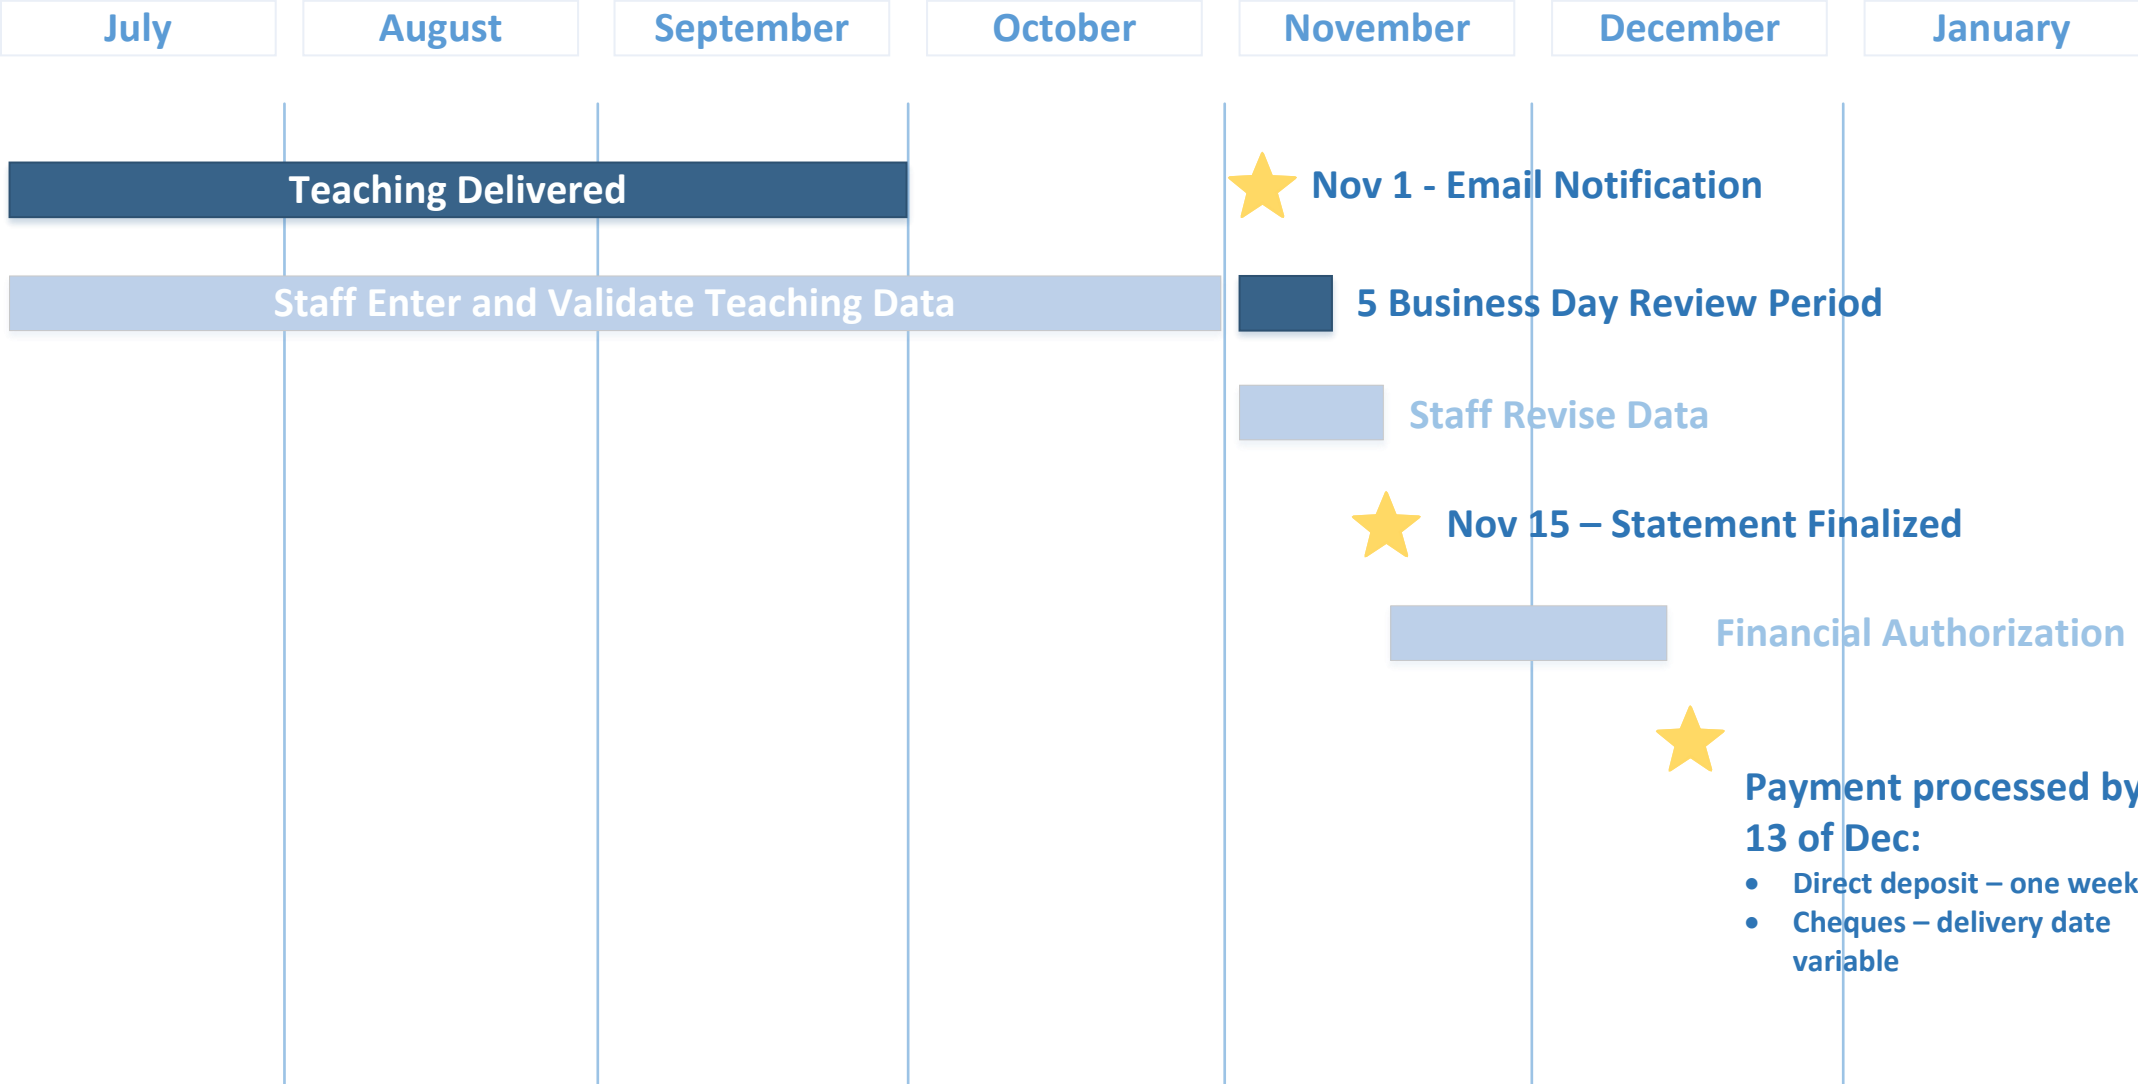 July August September October November December January
Teaching Delivered
Nov 1 - Email Notification
Staff Enter and Validate Teaching Data
5 Business Day Review Period
Staff Revise Data
Nov 15 – Statement Finalized
Financial Authorization
Payment processed by
13 of Dec:
• Direct deposit – one week
• Cheques – delivery date
variable